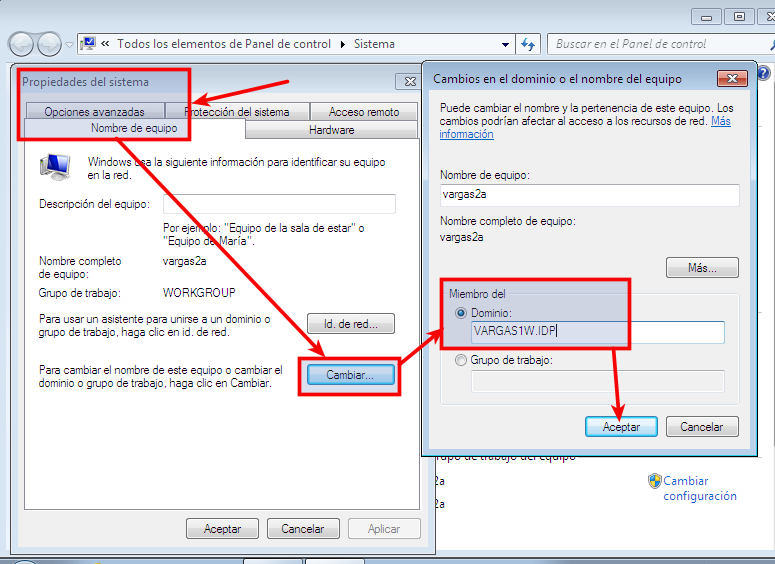 « Todos los elementos de Panel de control ▸ Sistema
Buscar en el Panel de control
Propiedades del sistema
Opciones avanzadas
Protección del sistema
Acceso remoto
Nombre de equipo
Hardware
Windows usa la siguiente información para identificar su equipo
en la red.
Descripción del equipo:
Por ejemplo: "Equipo de la sala de estar" o
"Equipo de María".
Nombre completo
de equipo:
vargas2a
Grupo de trabajo:
WORKGROUP
Para usar un asistente para unirse a un dominio o
grupo de trabajo, haga clic en id. de red.
Id. de red...
Para cambiar el nombre de este equipo o cambiar el
dominio o grupo de trabajo, haga clic en Cambiar.
Cambiar...
Aceptar
Cancelar
Aplicar
Cambios en el dominio o el nombre del equipo
Puede cambiar el nombre y la pertenencia de este equipo. Los
cambios podrían afectar al acceso a los recursos de red. Más
información
Nombre de equipo:
vargas2a
Nombre completo de equipo:
vargas2a
Más...
Miembro del
Dominio:
VARGAS1W.IDP
Grupo de trabajo:
Aceptar
Cancelar
grupo de trabajo del equipo
2a
2a
Cambiar
configuración